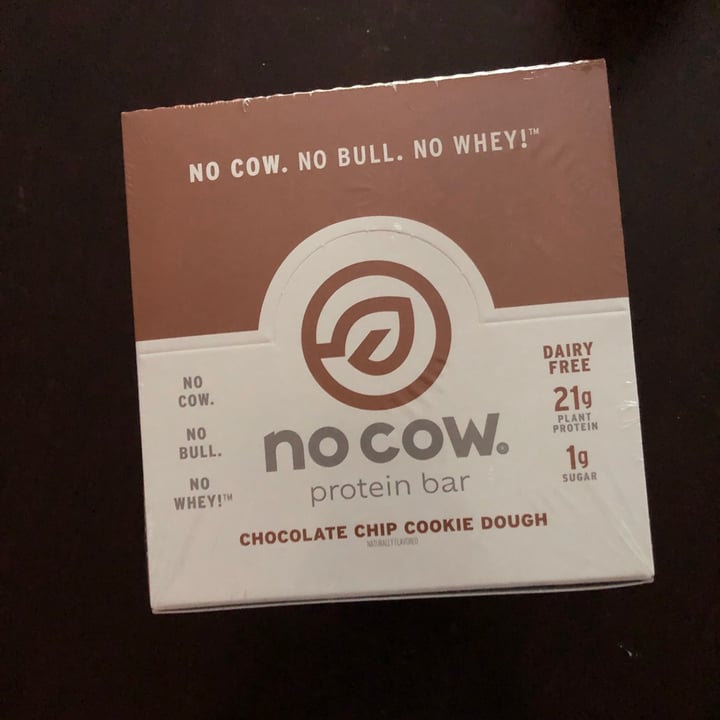 NO COW. NO BULL. NO WHEY!™
NO
COW.
NO
BULL.
NO
WHEY!™
DAIRY
FREE
21g
PLANT
PROTEIN
1g
SUGAR
no cow.
protein bar
CHOCOLATE CHIP COOKIE DOUGH
NATURALLY FLAVORED